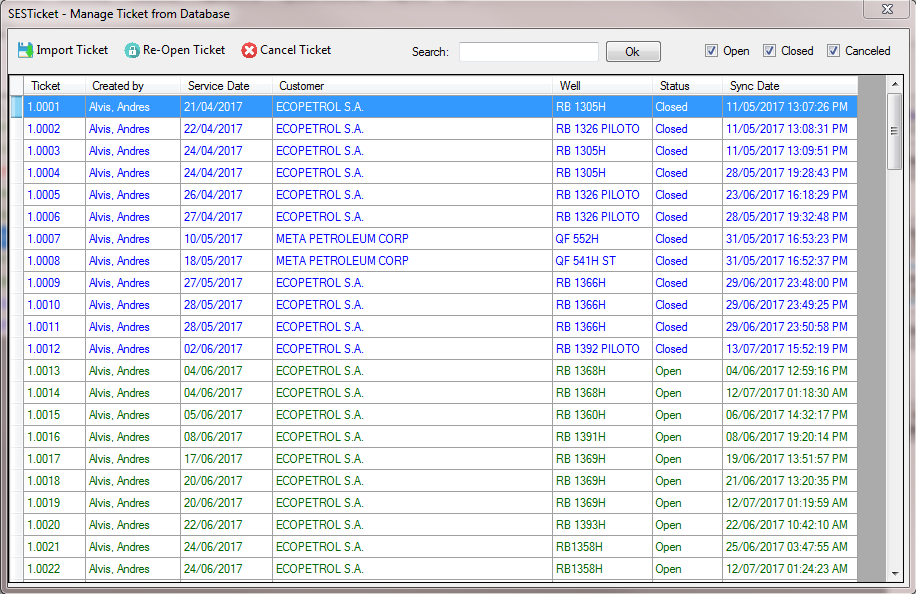 SESTicket - Manage Ticket from Database
Import Ticket Re-Open Ticket Cancel Ticket Search: Ok Open Closed Canceled
Ticket Created by Service Date Customer Well Status Sync Date
1.0001 Alvis, Andres 21/04/2017 ECOPETROL S.A. RB 1305H Closed 11/05/2017 13:07:26 PM
1.0002 Alvis, Andres 22/04/2017 ECOPETROL S.A. RB 1326 PILOTO Closed 11/05/2017 13:08:31 PM
1.0003 Alvis, Andres 24/04/2017 ECOPETROL S.A. RB 1305H Closed 11/05/2017 13:09:51 PM
1.0004 Alvis, Andres 24/04/2017 ECOPETROL S.A. RB 1305H Closed 28/05/2017 19:28:43 PM
1.0005 Alvis, Andres 26/04/2017 ECOPETROL S.A. RB 1326 PILOTO Closed 23/06/2017 16:18:29 PM
1.0006 Alvis, Andres 27/04/2017 ECOPETROL S.A. RB 1326 PILOTO Closed 28/05/2017 19:32:48 PM
1.0007 Alvis, Andres 10/05/2017 META PETROLEUM CORP QF 552H Closed 31/05/2017 16:53:23 PM
1.0008 Alvis, Andres 18/05/2017 META PETROLEUM CORP QF 541H ST Closed 31/05/2017 16:52:37 PM
1.0009 Alvis, Andres 27/05/2017 ECOPETROL S.A. RB 1366H Closed 29/06/2017 23:48:00 PM
1.0010 Alvis, Andres 28/05/2017 ECOPETROL S.A. RB 1366H Closed 29/06/2017 23:49:25 PM
1.0011 Alvis, Andres 28/05/2017 ECOPETROL S.A. RB 1366H Closed 29/06/2017 23:50:58 PM
1.0012 Alvis, Andres 02/06/2017 ECOPETROL S.A. RB 1392 PILOTO Closed 13/07/2017 15:52:19 PM
1.0013 Alvis, Andres 04/06/2017 ECOPETROL S.A. RB 1368H Open 04/06/2017 12:59:16 PM
1.0014 Alvis, Andres 04/06/2017 ECOPETROL S.A. RB 1368H Open 12/07/2017 01:18:30 AM
1.0015 Alvis, Andres 05/06/2017 ECOPETROL S.A. RB 1360H Open 06/06/2017 14:32:17 PM
1.0016 Alvis, Andres 08/06/2017 ECOPETROL S.A. RB 1391H Open 08/06/2017 19:20:14 PM
1.0017 Alvis, Andres 17/06/2017 ECOPETROL S.A. RB 1369H Open 19/06/2017 13:51:57 PM
1.0018 Alvis, Andres 20/06/2017 ECOPETROL S.A. RB 1369H Open 21/06/2017 13:20:35 PM
1.0019 Alvis, Andres 20/06/2017 ECOPETROL S.A. RB 1369H Open 12/07/2017 01:19:59 AM
1.0020 Alvis, Andres 22/06/2017 ECOPETROL S.A. RB 1393H Open 22/06/2017 10:42:10 AM
1.0021 Alvis, Andres 24/06/2017 ECOPETROL S.A. RB1358H Open 25/06/2017 03:47:55 AM
1.0022 Alvis, Andres 24/06/2017 ECOPETROL S.A. RB1358H Open 12/07/2017 01:24:23 AM